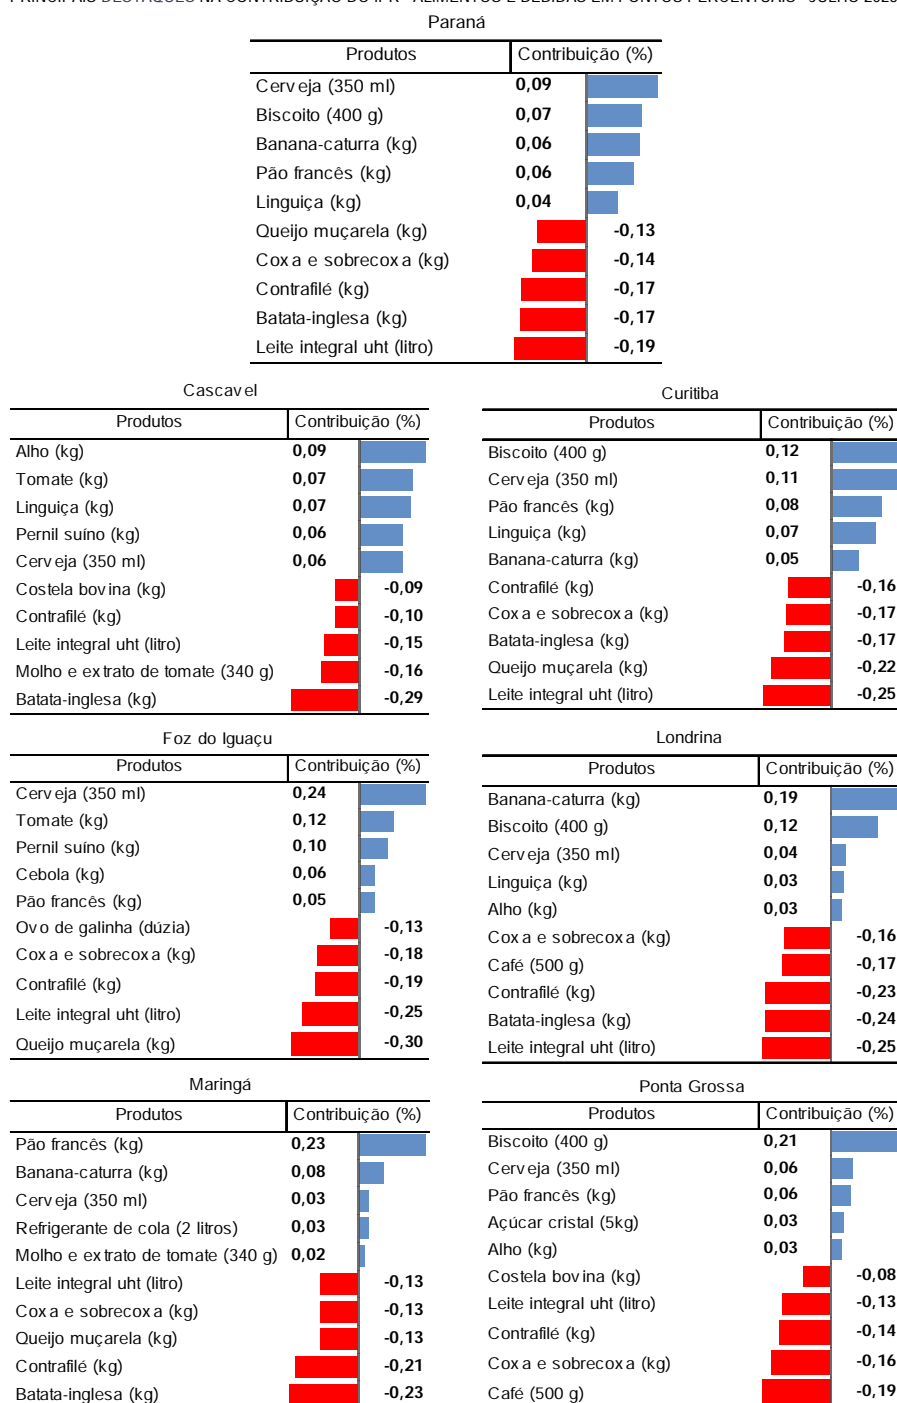 PRINCIPAIS DESTAQUES NA CONTRIBUIÇÃO DO IPR - ALIMENTOS E BEBIDAS EM PONTOS PERCENTUAIS - JULHO 2023
Paraná
Produtos Contribuição (%)
Cerveja (350 ml) 0,09
Biscoito (400 g) 0,07
Banana-caturra (kg) 0,06
Pão francês (kg) 0,06
Linguiça (kg) 0,04
Queijo muçarela (kg) -0,13
Coxa e sobrecoxa (kg) -0,14
Contrafilé (kg) -0,17
Batata-inglesa (kg) -0,17
Leite integral uht (litro) -0,19
Cascavel
Produtos Contribuição (%)
Alho (kg) 0,09
Tomate (kg) 0,07
Linguiça (kg) 0,07
Pernil suíno (kg) 0,06
Cerveja (350 ml) 0,06
Costela bovina (kg) -0,09
Contrafilé (kg) -0,10
Leite integral uht (litro) -0,15
Molho e extrato de tomate (340 g) -0,16
Batata-inglesa (kg) -0,29
Curitiba
Produtos Contribuição (%)
Biscoito (400 g) 0,12
Cerveja (350 ml) 0,11
Pão francês (kg) 0,08
Linguiça (kg) 0,07
Banana-caturra (kg) 0,05
Contrafilé (kg) -0,16
Coxa e sobrecoxa (kg) -0,17
Batata-inglesa (kg) -0,17
Queijo muçarela (kg) -0,22
Leite integral uht (litro) -0,25
Foz do Iguaçu
Produtos Contribuição (%)
Cerveja (350 ml) 0,24
Tomate (kg) 0,12
Pernil suíno (kg) 0,10
Cebola (kg) 0,06
Pão francês (kg) 0,05
Ovo de galinha (dúzia) -0,13
Coxa e sobrecoxa (kg) -0,18
Contrafilé (kg) -0,19
Leite integral uht (litro) -0,25
Queijo muçarela (kg) -0,30
Londrina
Produtos Contribuição (%)
Banana-caturra (kg) 0,19
Biscoito (400 g) 0,12
Cerveja (350 ml) 0,04
Linguiça (kg) 0,03
Alho (kg) 0,03
Coxa e sobrecoxa (kg) -0,16
Café (500 g) -0,17
Contrafilé (kg) -0,23
Batata-inglesa (kg) -0,24
Leite integral uht (litro) -0,25
Maringá
Produtos Contribuição (%)
Pão francês (kg) 0,23
Banana-caturra (kg) 0,08
Cerveja (350 ml) 0,03
Refrigerante de cola (2 litros) 0,03
Molho e extrato de tomate (340 g) 0,02
Leite integral uht (litro) -0,13
Coxa e sobrecoxa (kg) -0,13
Queijo muçarela (kg) -0,13
Contrafilé (kg) -0,21
Batata-inglesa (kg) -0,23
Ponta Grossa
Produtos Contribuição (%)
Biscoito (400 g) 0,21
Cerveja (350 ml) 0,06
Pão francês (kg) 0,06
Açúcar cristal (5kg) 0,03
Alho (kg) 0,03
Costela bovina (kg) -0,08
Leite integral uht (litro) -0,13
Contrafilé (kg) -0,14
Coxa e sobrecoxa (kg) -0,16
Café (500 g) -0,19